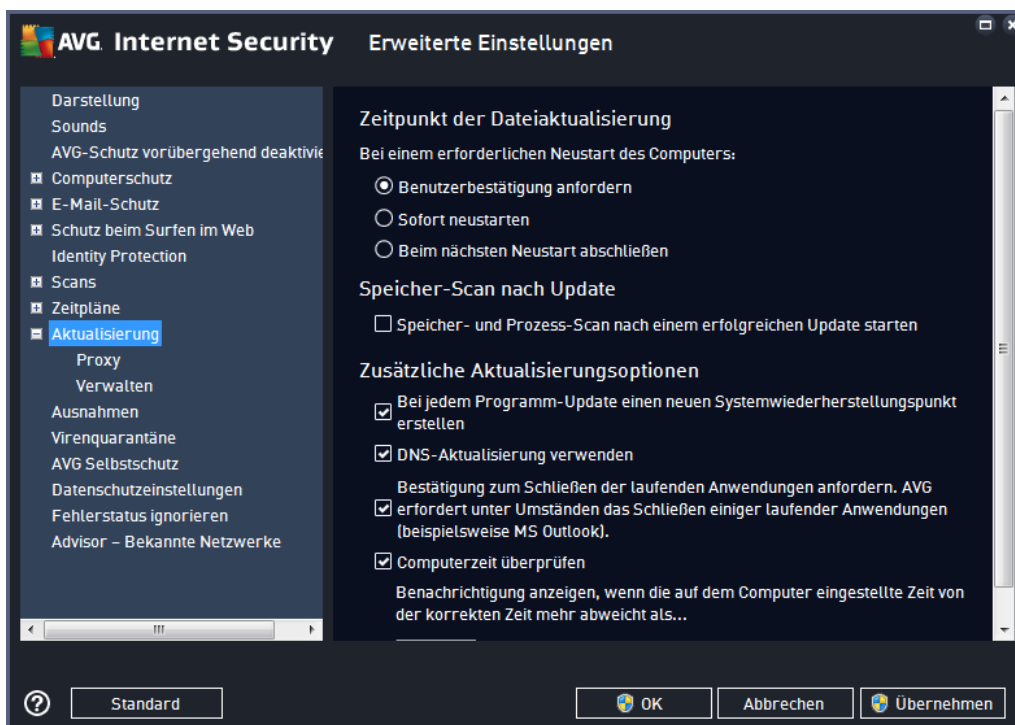 AVG Internet Security Erweiterte Einstellungen
Darstellung
Sounds
AVG-Schutz vorübergehend deaktivie
Computerschutz
E-Mail-Schutz
Schutz beim Surfen im Web
Identity Protection
Scans
Zeitpläne
Aktualisierung
Proxy
Verwalten
Ausnahmen
Virenquarantäne
AVG Selbstschutz
Datenschutzeinstellungen
Fehlerstatus ignorieren
Advisor – Bekannte Netzwerke
Zeitpunkt der Dateiaktualisierung
Bei einem erforderlichen Neustart des Computers:
Benutzerbestätigung anfordern
Sofort neustarten
Beim nächsten Neustart abschließen
Speicher-Scan nach Update
Speicher- und Prozess-Scan nach einem erfolgreichen Update starten
Zusätzliche Aktualisierungsoptionen
Bei jedem Programm-Update einen neuen Systemwiederherstellungspunkt
erstellen
DNS-Aktualisierung verwenden
Bestätigung zum Schließen der laufenden Anwendungen anfordern. AVG
erfordert unter Umständen das Schließen einiger laufender Anwendungen
(beispielsweise MS Outlook).
Computerzeit überprüfen
Benachrichtigung anzeigen, wenn die auf dem Computer eingestellte Zeit von
der korrekten Zeit mehr abweicht als...
? Standard OK Abbrechen Übernehmen